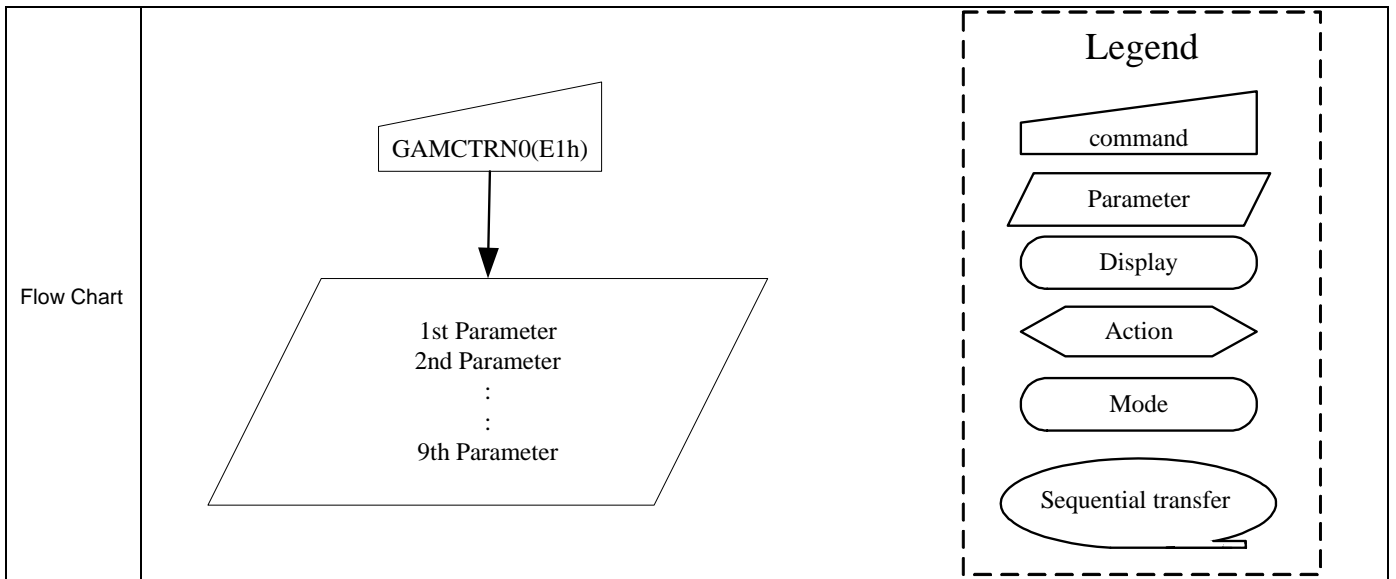 Flow Chart
GAMCTRN0(E1h)
1st Parameter
2nd Parameter
:
:
9th Parameter
Legend
command
Parameter
Display
Action
Mode
Sequential transfer